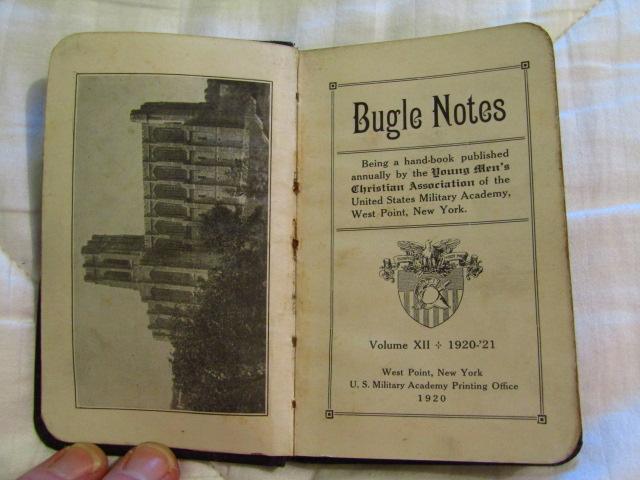 Bugle Notes
Being a hand-book published
annually by the Young Men's
Christian Association of the
United States Military Academy,
West Point, New York.
Volume XII ÷ 1920-'21
West Point, New York
U. S. Military Academy Printing Office
1920